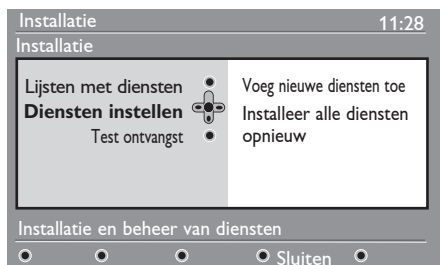 Installatie 11:28
Installatie
Lijsten met diensten
Diensten instellen
Test ontvangst
Voeg nieuwe diensten toe
Installeer alle diensten
opnieuw
Installatie en beheer van diensten
Sluiten